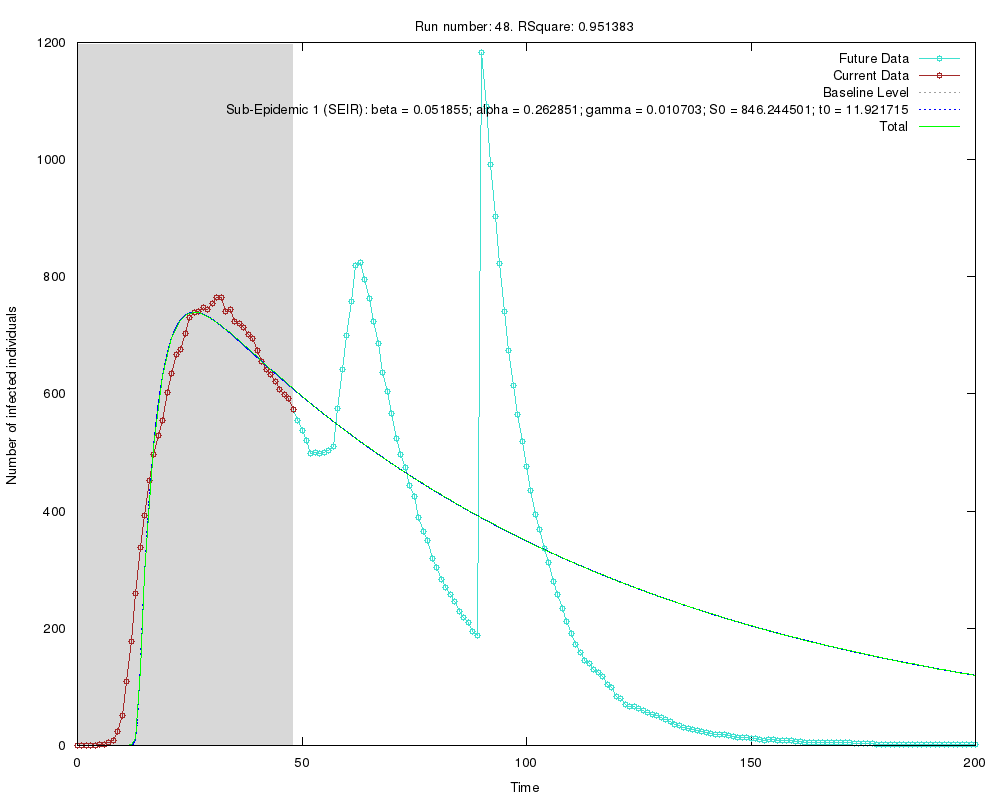 Run number: 48. RSquare: 0.951383
Future Data
Current Data
Baseline Level
Sub-Epidemic 1 (SEIR): beta = 0.051855; alpha = 0.262851; gamma = 0.010703; S0 = 846.244501; t0 = 11.921715
Total
1200
1000
800
600
400
200
0
Number of infected individuals
0 50 100 150 200
Time